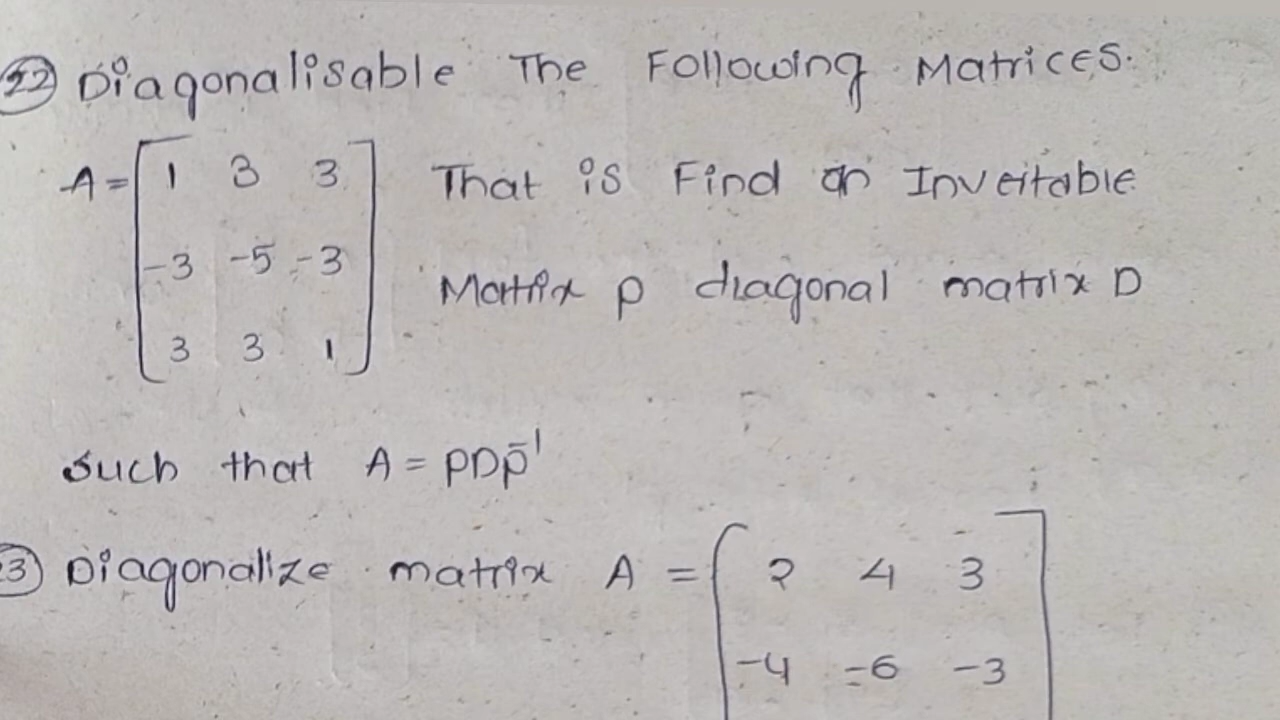 22 Diagonalisable The Following Matrices.
A = [ 1 3 3 ] That is Find an Inveitable
-3 -5 -3 Matrix p diagonal matrix D
3 3 1
such that A = PDp̄¹
3 Diagonalize matrix A = [ 2 4 3 ]
-4 -6 -3